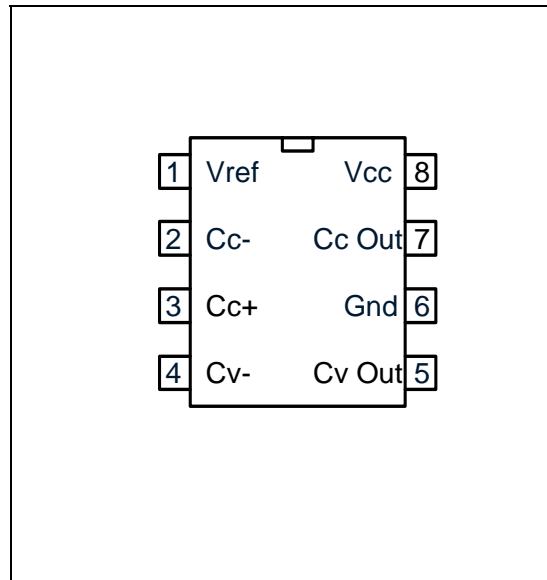 1 Vref Vcc 8
2 Cc- Cc Out 7
3 Cc+ Gnd 6
4 Cv- Cv Out 5